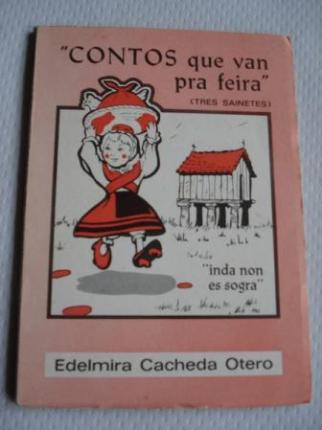 "CONTOS que van
pra feira"
(TRES SAINETES)
"inda non
es sogra"
Edelmira Cacheda Otero